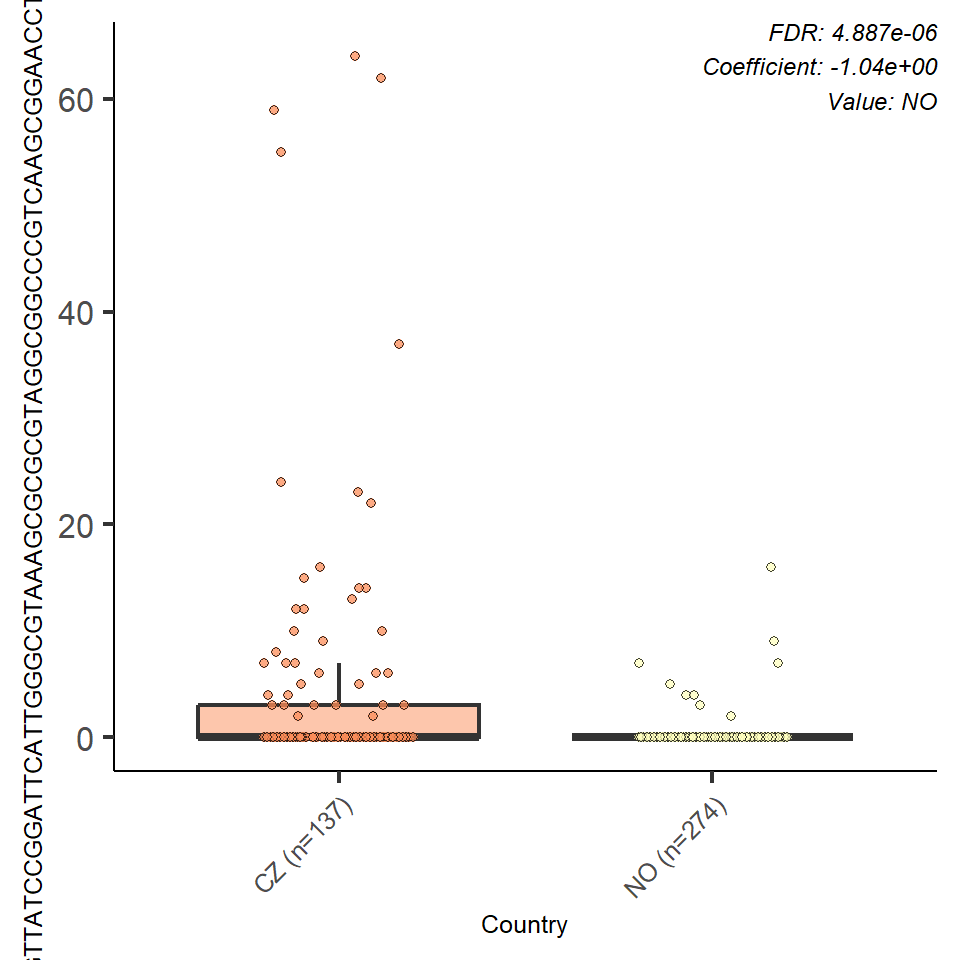 FDR: 4.887e-06
Coefficient: -1.04e+00
Value: NO
60
40
20
0
GTTATCCGGATTCATTGGGCGTAAAGCGCGCGTAGGCGGCCCGTCAAGCGGAACCT
CZ (n=137)
NO (n=274)
Country